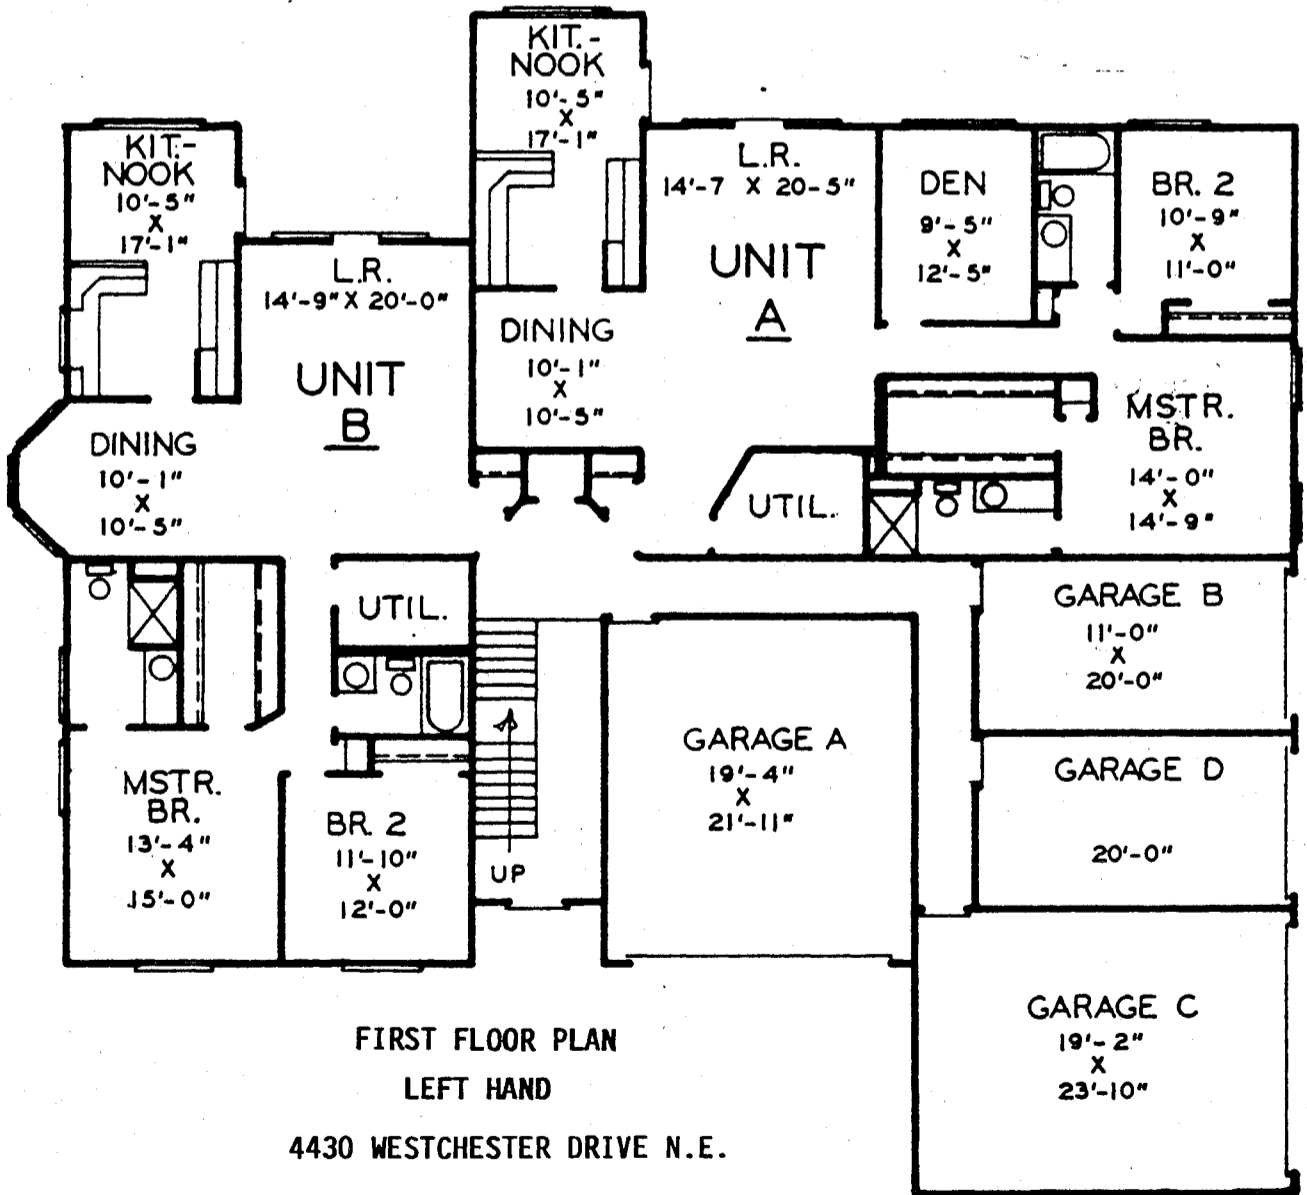 KIT.-
NOOK
10'-5"
X
17'-1"
KIT.-
NOOK
10'-5"
X
17'-1"
L.R.
14'-7 X 20-5"
DEN
9'-5"
X
12'-5"
BR. 2
10'-9"
X
11'-0"
UNIT
A
L.R.
14'-9" X 20'-0"
UNIT
B
DINING
10'-1"
X
10'-5"
DINING
10'-1"
X
10'-5"
MSTR.
BR.
14'-0"
X
14'-9"
UTIL.
UTIL.
GARAGE B
11'-0"
X
20'-0"
GARAGE A
19'-4"
X
21'-11"
GARAGE D
20'-0"
MSTR.
BR.
13'-4"
X
15'-0"
BR. 2
11'-10"
X
12'-0"
UP
GARAGE C
19'-2"
X
23'-10"
FIRST FLOOR PLAN
LEFT HAND
4430 WESTCHESTER DRIVE N.E.